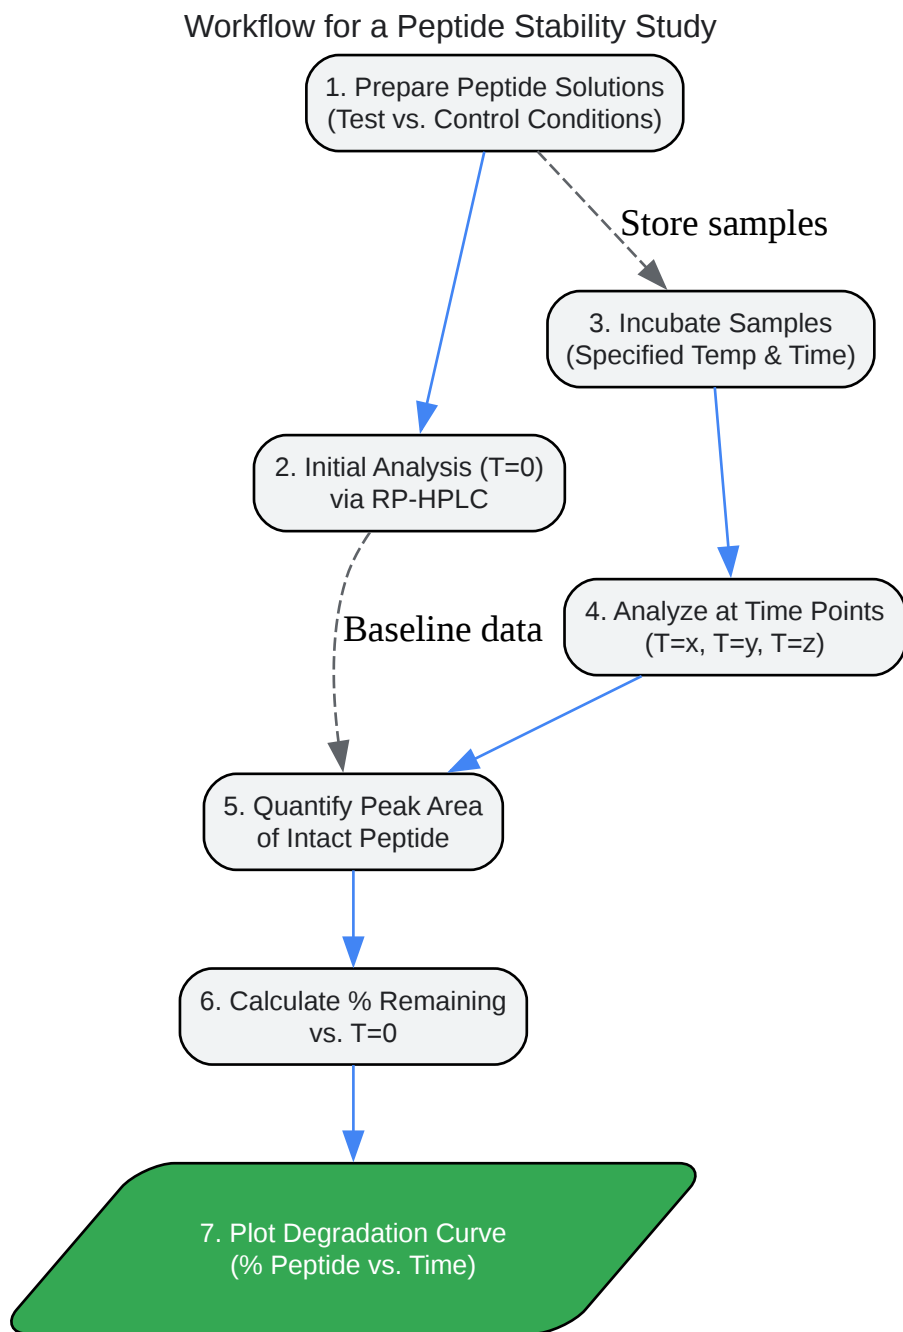 Workflow for a Peptide Stability Study
1. Prepare Peptide Solutions
(Test vs. Control Conditions)
Store samples
3. Incubate Samples
(Specified Temp & Time)
2. Initial Analysis (T=0)
via RP-HPLC
Baseline data
4. Analyze at Time Points
(T=x, T=y, T=z)
5. Quantify Peak Area
of Intact Peptide
6. Calculate % Remaining
vs. T=0
7. Plot Degradation Curve
(% Peptide vs. Time)